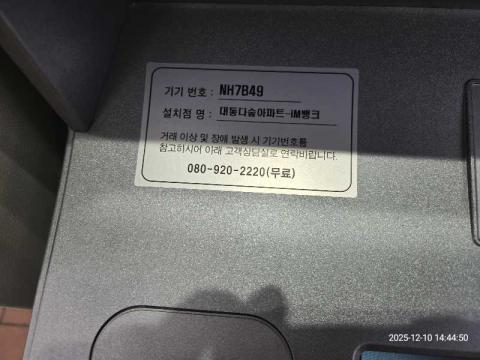 기기 번호 : NH7B49
설치점 명 : 대동다숲아파트-iM뱅크
거래 이상 및 장애 발생 시 기기번호를
참고하시어 아래 고객상담실로 연락바랍니다.
080-920-2220(무료)
2025-12-10 14:44:50